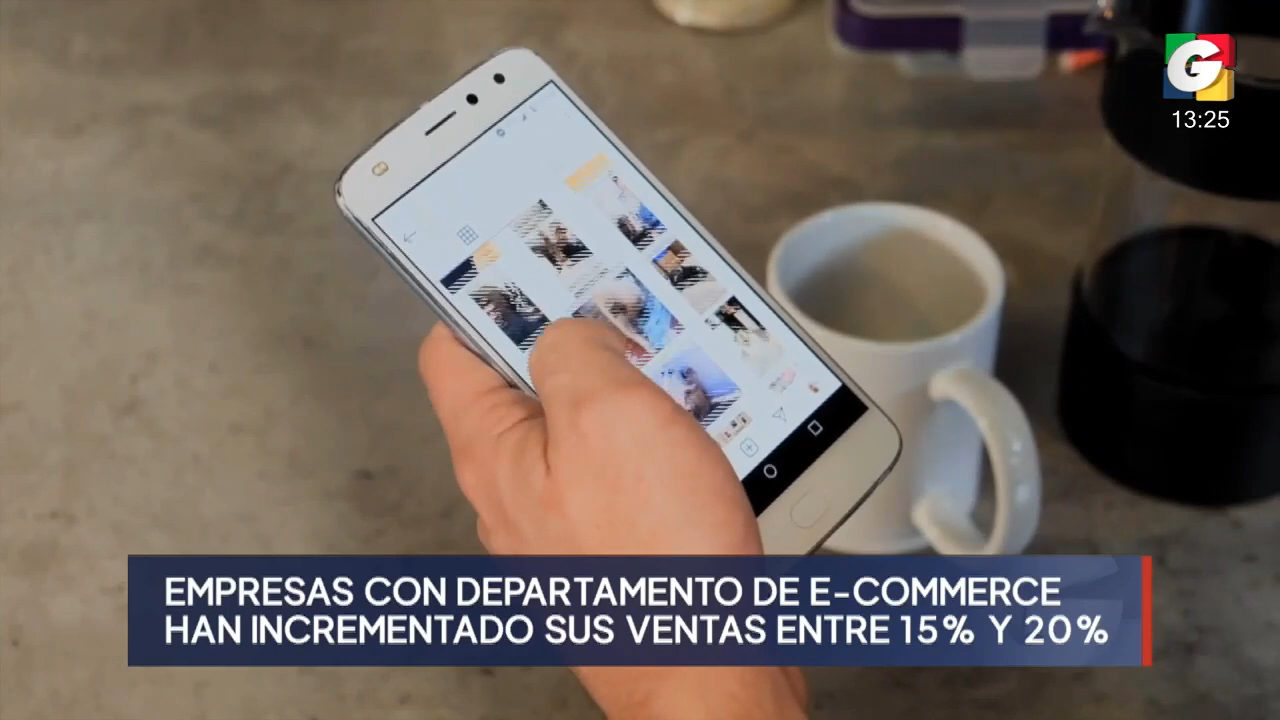 G
13:25
EMPRESAS CON DEPARTAMENTO DE E-COMMERCE
HAN INCREMENTADO SUS VENTAS ENTRE 15% Y 20%